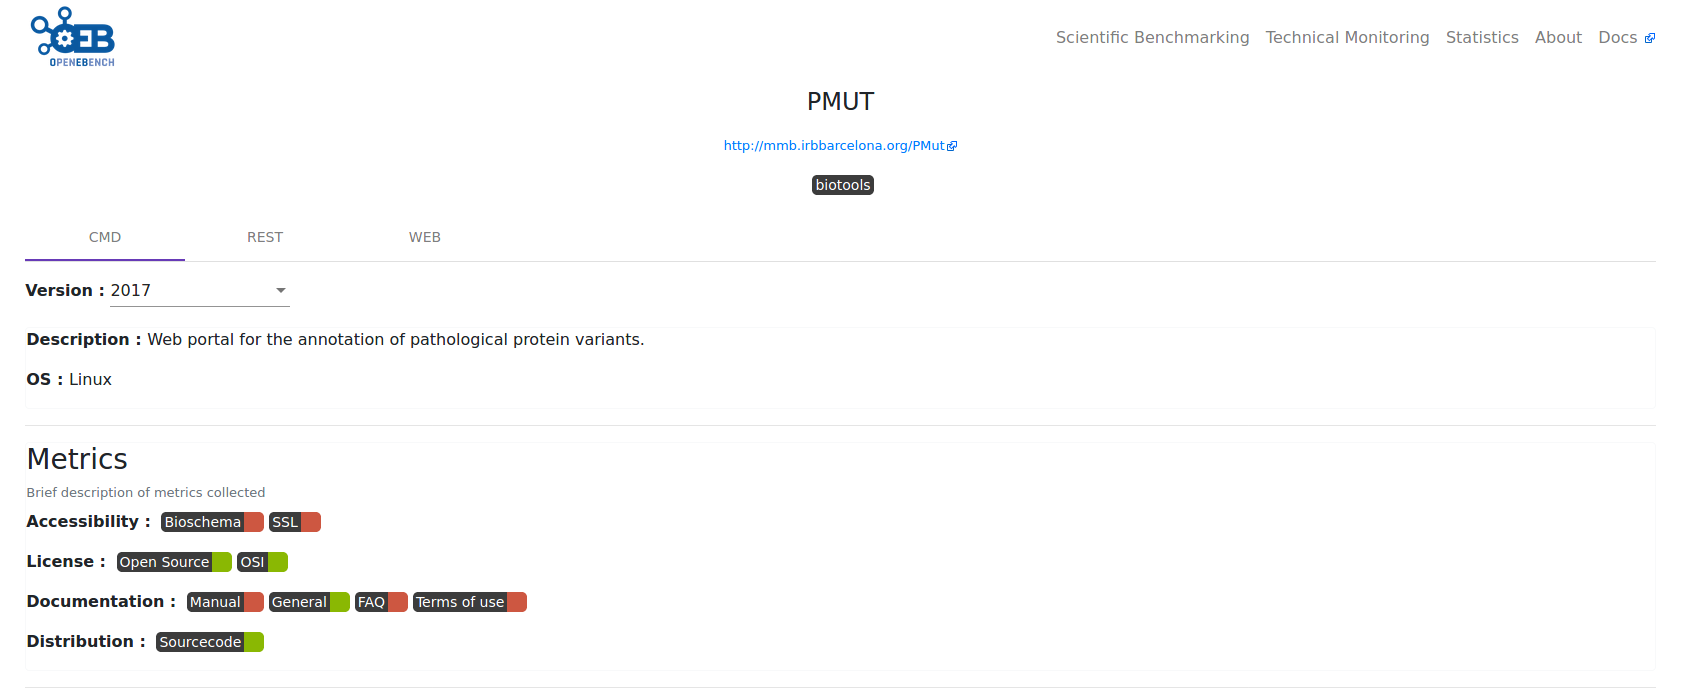 OEB
OPENEBENCH
Scientific Benchmarking Technical Monitoring Statistics About Docs
PMUT
http://mmb.irbbarcelona.org/PMut
biotools
CMD REST WEB
Version : 2017
Description : Web portal for the annotation of pathological protein variants.
OS : Linux
Metrics
Brief description of metrics collected
Accessibility : Bioschema SSL
License : Open Source OSI
Documentation : Manual General FAQ Terms of use
Distribution : Sourcecode